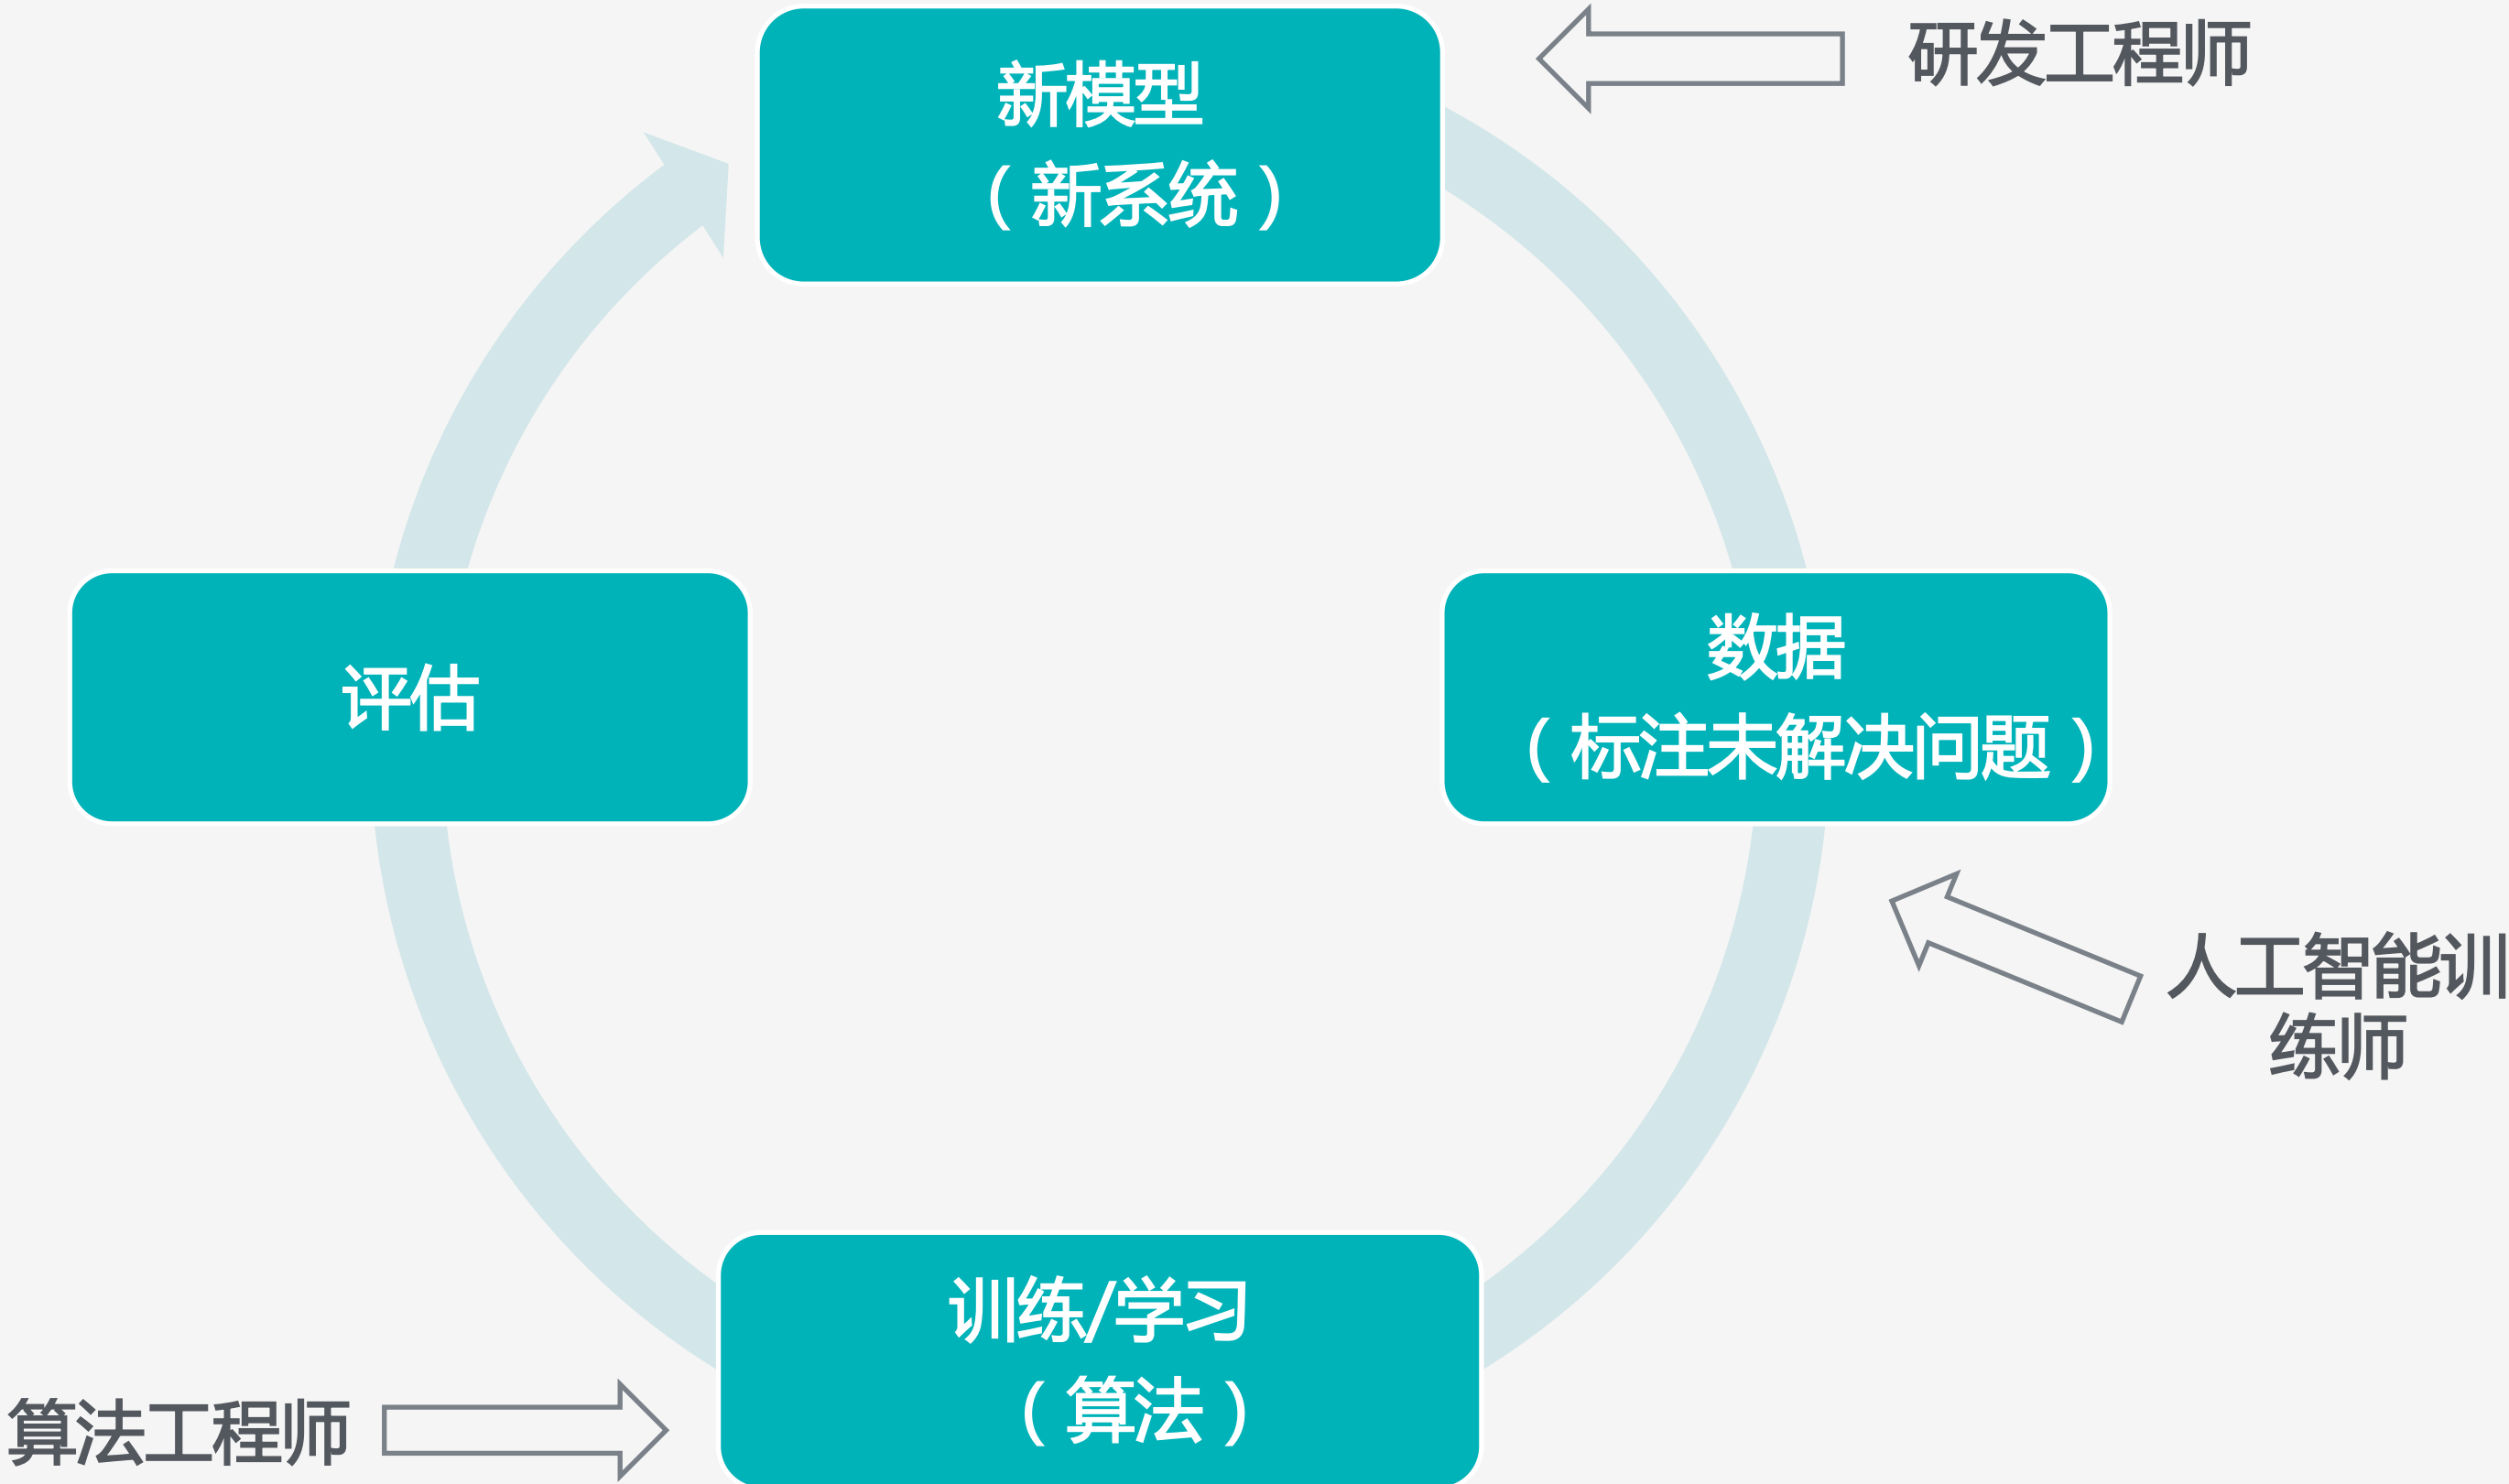 新模型
（新系统）
研发工程师
评估
数据
（标注未解决问题）
人工智能训
练师
训练/学习
（算法）
算法工程师